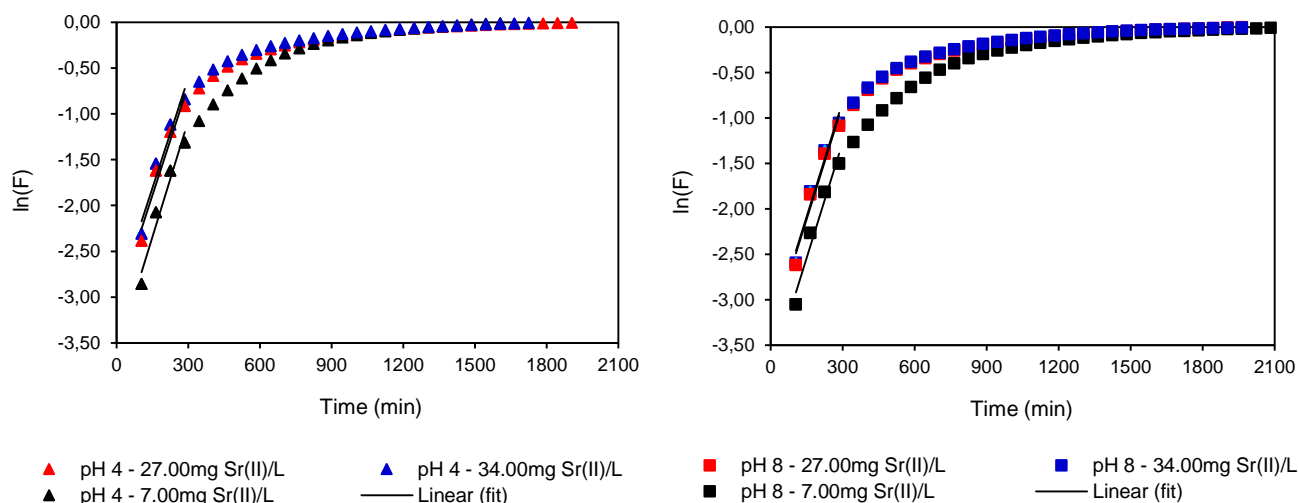 0,00
-0,50
-1,00
-1,50
-2,00
-2,50
-3,00
-3,50
ln(F)
0 300 600 900 1200 1500 1800 2100
Time (min)
pH 4 - 27.00mg Sr(II)/L pH 4 - 34.00mg Sr(II)/L
pH 4 - 7.00mg Sr(II)/L Linear (fit)
0,00
-0,50
-1,00
-1,50
-2,00
-2,50
-3,00
-3,50
ln(F)
0 300 600 900 1200 1500 1800 2100
Time (min)
pH 8 - 27.00mg Sr(II)/L pH 8 - 34.00mg Sr(II)/L
pH 8 - 7.00mg Sr(II)/L Linear (fit)